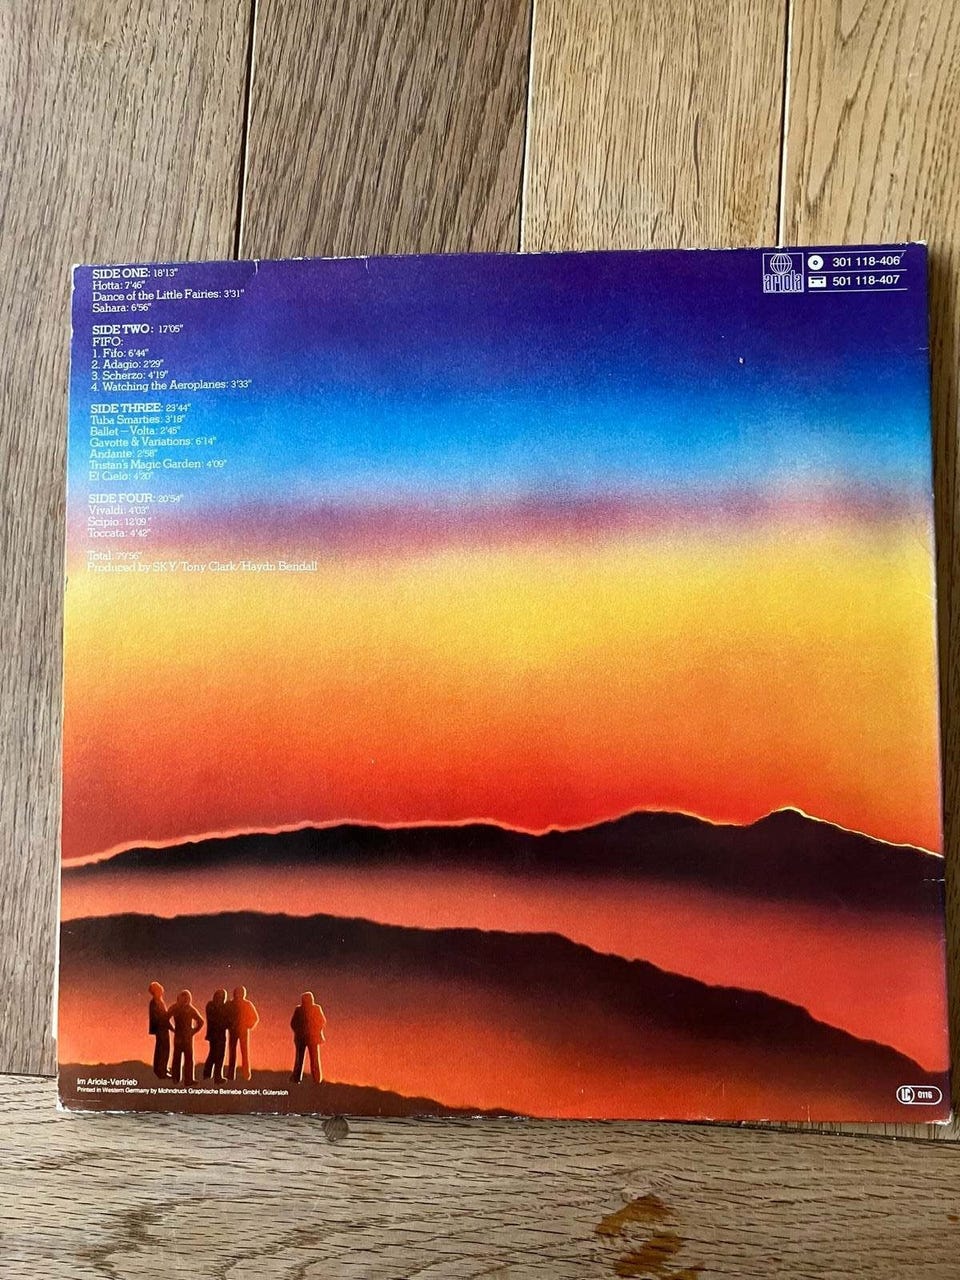 SIDE ONE: 18'13"
Hotta: 7'46"
Dance of the Little Fairies: 3'31"
Sahara: 6'56"
SIDE TWO: 17'05"
FIFO:
1. Fifo: 6'44"
2. Adagio: 2'29"
3. Scherzo: 4'19"
4. Watching the Aeroplanes: 3'33"
SIDE THREE: 23'44"
Tuba Smarties: 3'18"
Ballet – Volta: 2'45"
Gavotte & Variations: 6'14"
Andante: 2'58"
Tristan's Magic Garden: 4'09"
El Cielo: 4'20"
SIDE FOUR: 20'54"
Vivaldi: 4'03"
Scipio: 12'09"
Toccata: 4'42"
Total: 79'56"
Produced by SKY/Tony Clark/Haydn Bendall
ariola
301 118-406
501 118-407
Im Ariola-Vertrieb
Printed in Western Germany by Mohndruck Graphische Betriebe GmbH, Gütersloh
LC 0116